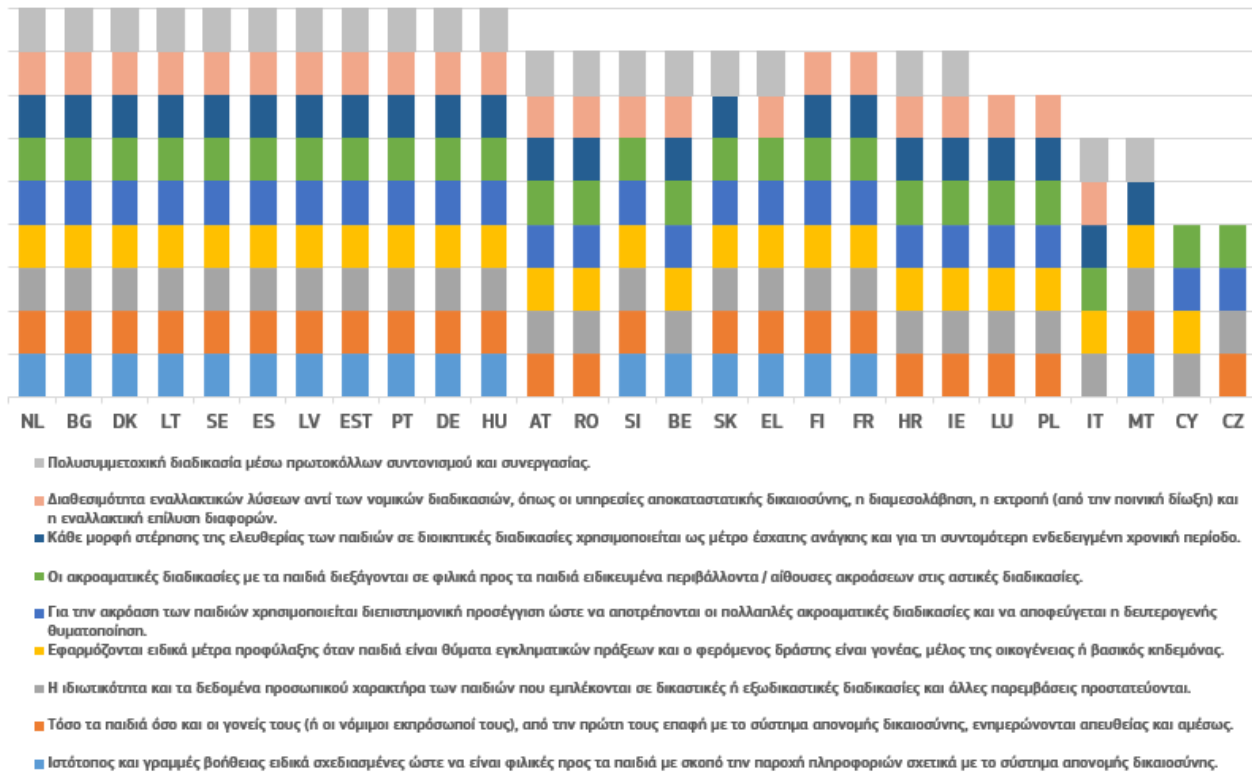 NL BG DK LT SE ES LV EST PT DE HU AT RO SI BE SK EL FI FR HR IE LU PL IT MT CY CZ
Πολυσυμμετοχική διαδικασία μέσω πρωτοκόλλων συντονισμού και συνεργασίας.
Διαθεσιμότητα εναλλακτικών λύσεων αντί των νομικών διαδικασιών, όπως οι υπηρεσίες αποκαταστατικής δικαιοσύνης, η διαμεσολάβηση, η εκτροπή (από την ποινική δίωξη) και
η εναλλακτική επίλυση διαφορών.
Κάθε μορφή στέρησης της ελευθερίας των παιδιών σε διοικητικές διαδικασίες χρησιμοποιείται ως μέτρο έσχατης ανάγκης και για τη συντομότερη ενδεδειγμένη χρονική περίοδο.
Οι ακροαματικές διαδικασίες με τα παιδιά διεξάγονται σε φιλικά προς τα παιδιά ειδικευμένα περιβάλλοντα / αίθουσες ακροάσεων στις αστικές διαδικασίες.
Για την ακρόαση των παιδιών χρησιμοποιείται διεπιστημονική προσέγγιση ώστε να αποτρέπονται οι πολλαπλές ακροαματικές διαδικασίες και να αποφεύγεται η δευτερογενής
θυματοποίηση.
Εφαρμόζονται ειδικά μέτρα προφύλαξης όταν παιδιά είναι θύματα εγκληματικών πράξεων και ο φερόμενος δράστης είναι γονέας, μέλος της οικογένειας ή βασικός κηδεμόνας.
Η ιδιωτικότητα και τα δεδομένα προσωπικού χαρακτήρα των παιδιών που εμπλέκονται σε δικαστικές ή εξωδικαστικές διαδικασίες και άλλες παρεμβάσεις προστατεύονται.
Τόσο τα παιδιά όσο και οι γονείς τους (ή οι νόμιμοι εκπρόσωποί τους), από την πρώτη τους επαφή με το σύστημα απονομής δικαιοσύνης, ενημερώνονται απευθείας και αμέσως.
Ιστότοπος και γραμμές βοήθειας ειδικά σχεδιασμένες ώστε να είναι φιλικές προς τα παιδιά με σκοπό την παροχή πληροφοριών σχετικά με το σύστημα απονομής δικαιοσύνης.